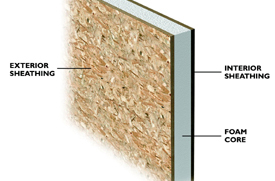 EXTERIOR
SHEATHING
INTERIOR
SHEATHING
FOAM
CORE